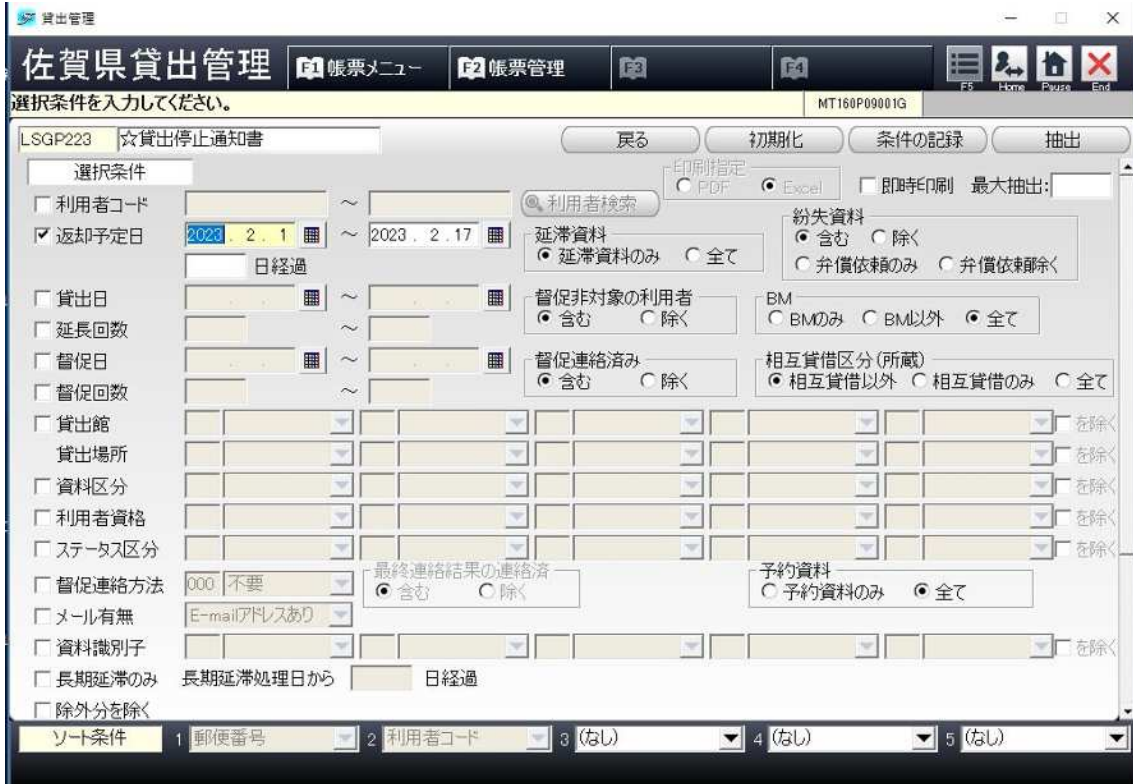 貸出管理
佐賀県貸出管理 F1 帳票メニュー F2 帳票管理 F3 F4 F5 Home Pause End
選択条件を入力してください。 MT160P09001G
LSGP223 ☆貸出停止通知書 戻る 初期化 条件の記録 抽出
選択条件 印刷指定 PDF Excel 即時印刷 最大抽出:
利用者コード ～ 利用者検索 紛失資料
返却予定日 2023 . 2 . 1 ～ 2023 . 2 .17 延滞資料 含む 除く
日経過 延滞資料のみ 全て 弁償依頼のみ 弁償依頼除く
貸出日 . . ～ . . 督促非対象の利用者 BM
延長回数 ～ 含む 除く BMのみ BM以外 全て
督促日 . . ～ . . 督促連絡済み 相互貸借区分(所蔵)
督促回数 ～ 含む 除く 相互貸借以外 相互貸借のみ 全て
貸出館 を除く
貸出場所 を除く
資料区分 を除く
利用者資格 を除く
ステータス区分 を除く
督促連絡方法 000 不要 最終連絡結果の連絡済 含む 除く 予約資料 予約資料のみ 全て
メール有無 E-mailアドレスあり
資料識別子 を除く
長期延滞のみ 長期延滞処理日から 日経過
除外分を除く
ソート条件 1 郵便番号 2 利用者コード 3 (なし) 4 (なし) 5 (なし)